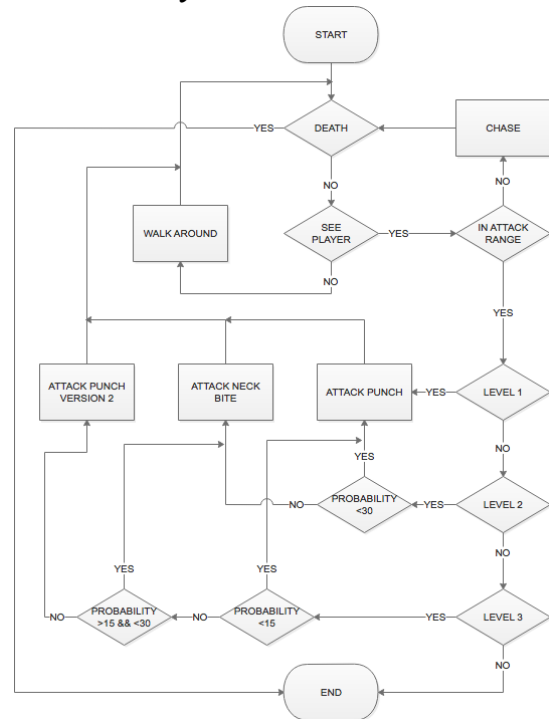 START
YES
DEATH
CHASE
NO
NO
WALK AROUND
SEE
PLAYER
YES
IN ATTACK
RANGE
NO
YES
ATTACK PUNCH
VERSION 2
ATTACK NECK
BITE
ATTACK PUNCH
YES
LEVEL 1
YES
NO
NO
PROBABILITY
<30
YES
LEVEL 2
NO
YES
YES
NO
PROBABILITY
>15 && <30
NO
PROBABILITY
<15
YES
LEVEL 3
NO
END